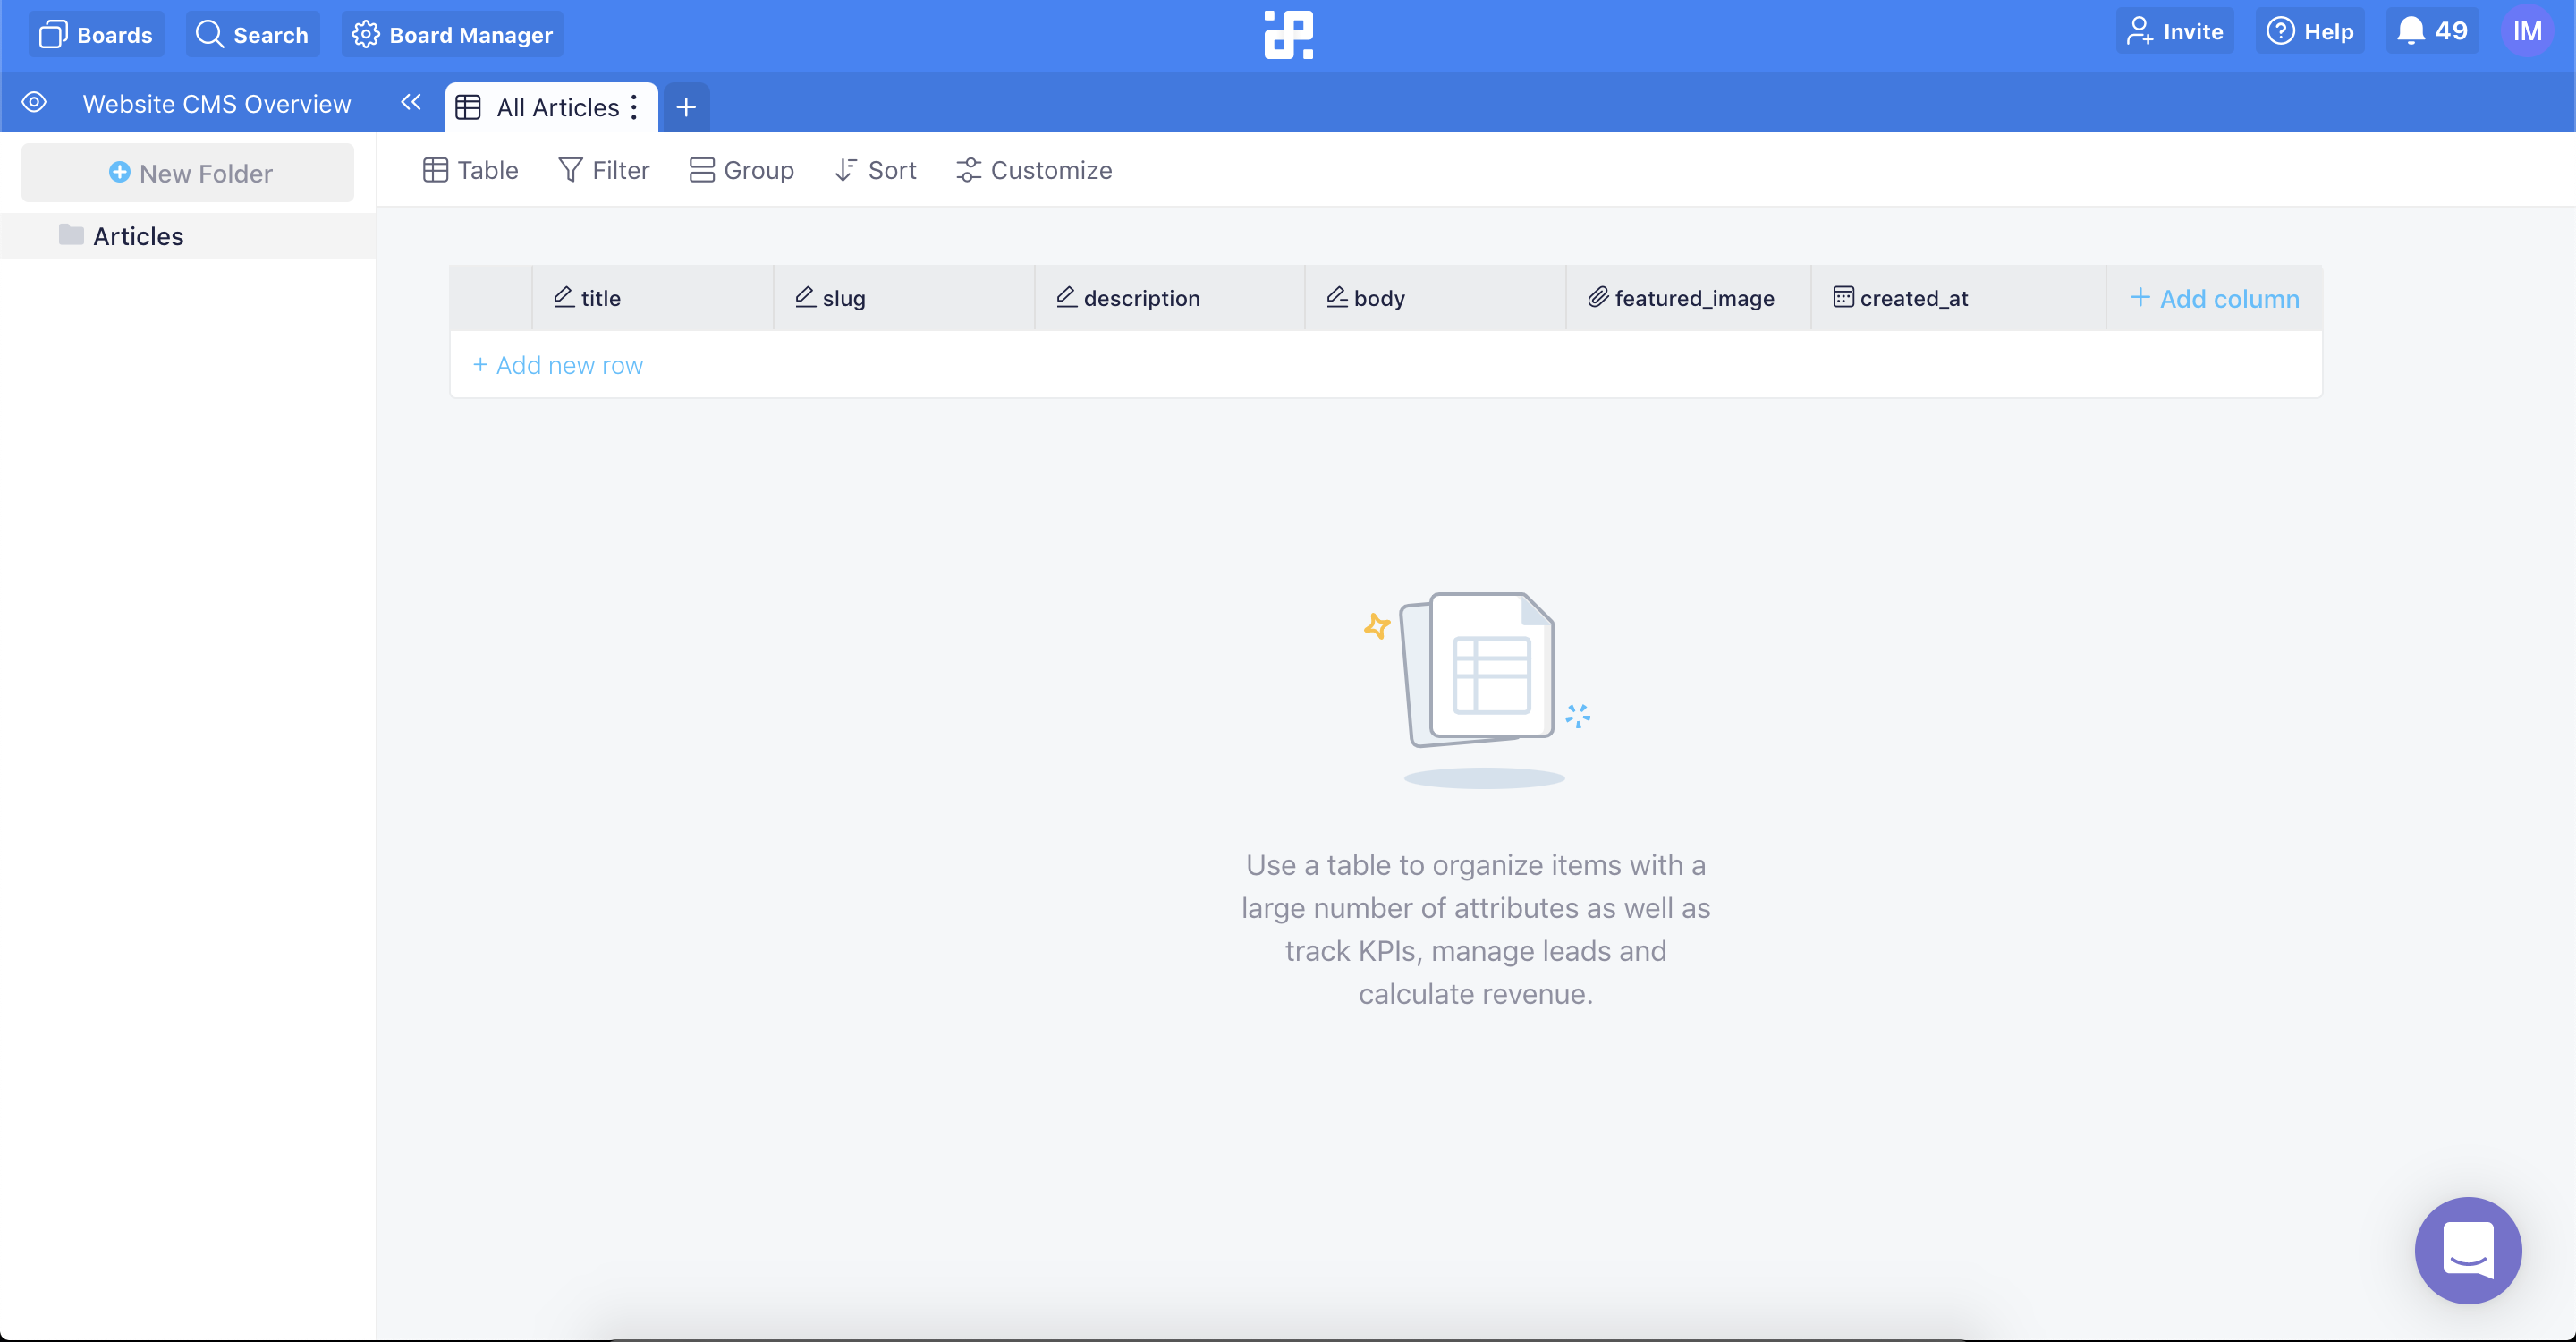 Boards Search Board Manager Invite Help 49 IM
Website CMS Overview All Articles
New Folder
Articles
Table Filter Group Sort Customize
title slug description body featured_image created_at + Add column
+ Add new row
Use a table to organize items with a
large number of attributes as well as
track KPIs, manage leads and
calculate revenue.